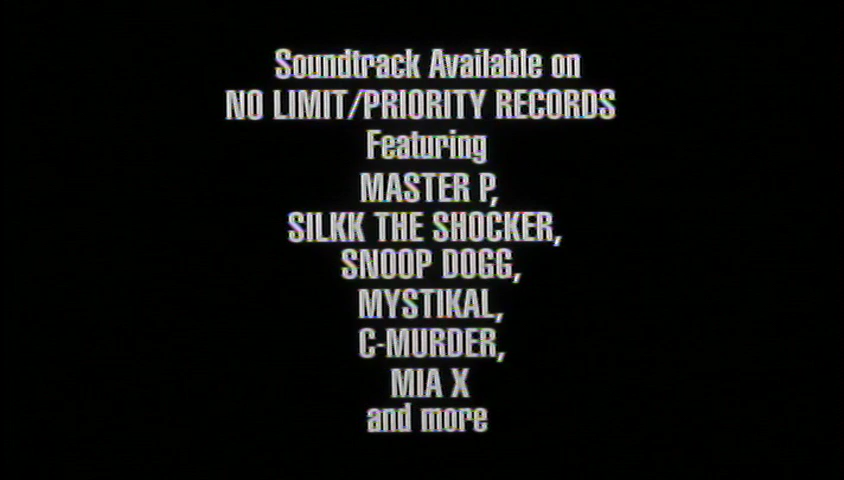 Soundtrack Available on
NO LIMIT/PRIORITY RECORDS
Featuring
MASTER P,
SILKK THE SHOCKER,
SNOOP DOGG,
MYSTIKAL,
C-MURDER,
MIA X
and more